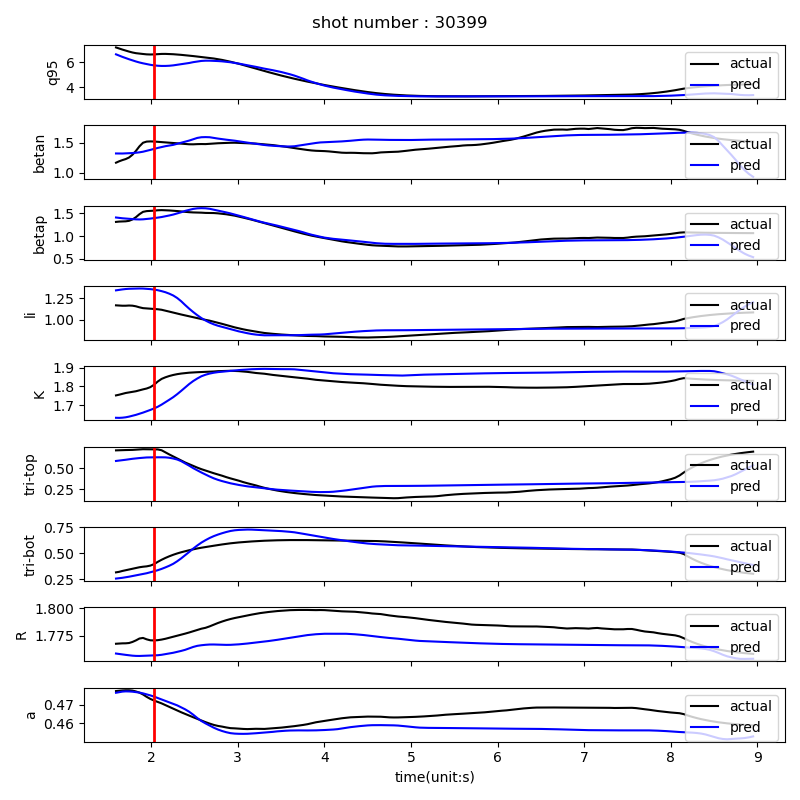 shot number : 30399
q95
6
4
actual
pred
betan
1.5
1.0
actual
pred
betap
1.5
1.0
0.5
actual
pred
li
1.25
1.00
actual
pred
K
1.9
1.8
1.7
actual
pred
tri-top
0.50
0.25
actual
pred
tri-bot
0.75
0.50
0.25
actual
pred
R
1.800
1.775
actual
pred
a
0.47
0.46
actual
pred
2 3 4 5 6 7 8 9
time(unit:s)